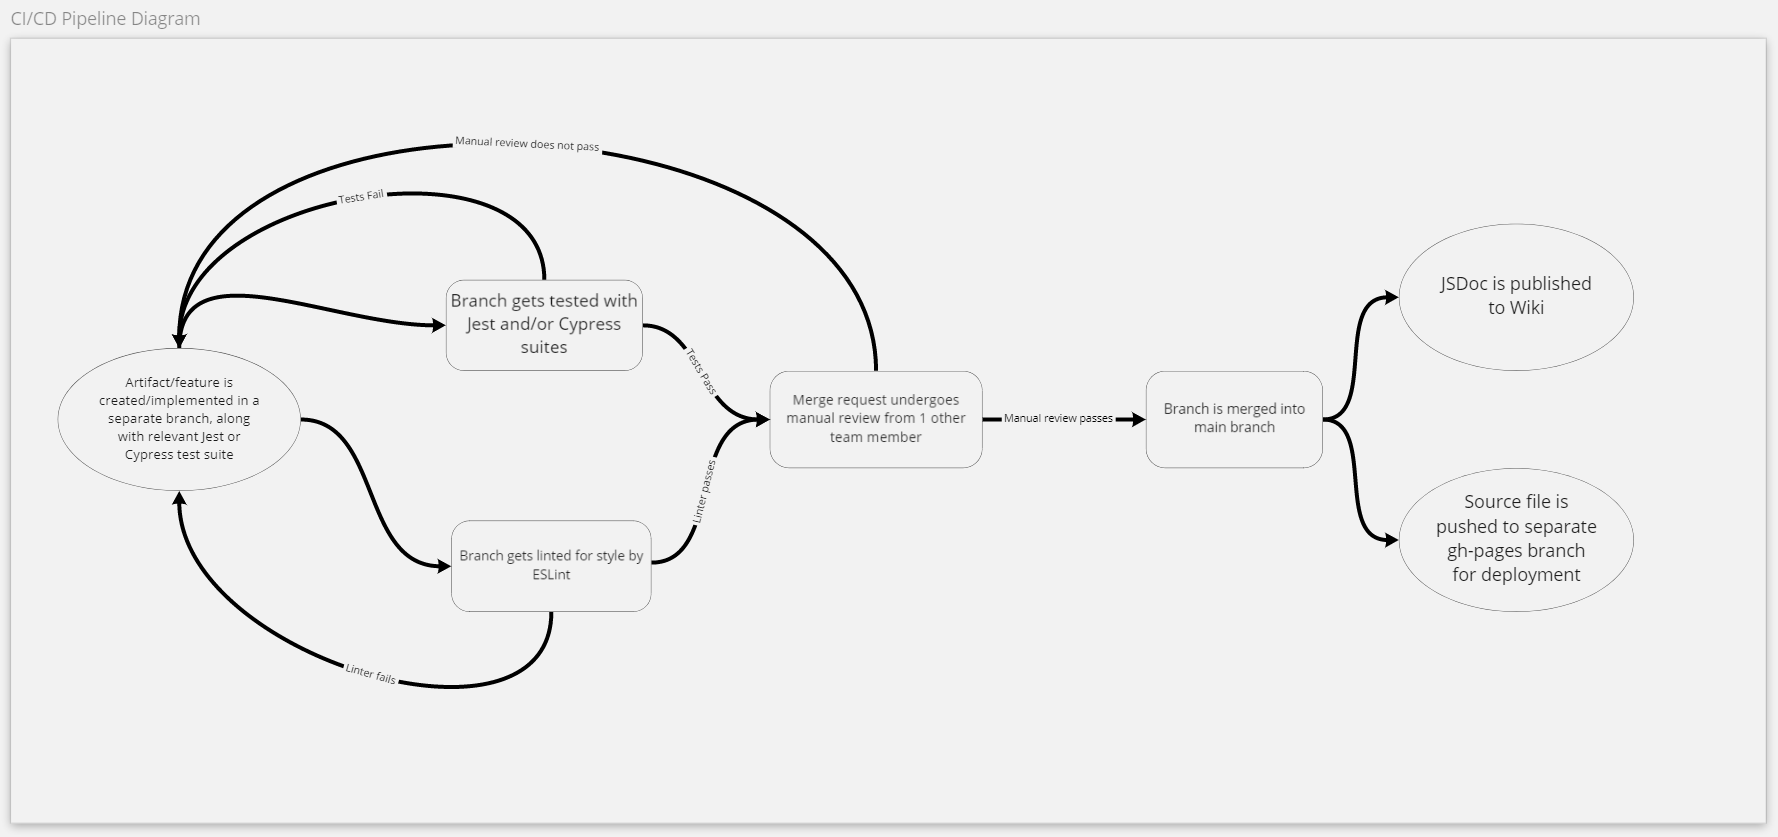 CI/CD Pipeline Diagram
Manual review does not pass
Tests Fail
Branch gets tested with
Jest and/or Cypress
suites
Tests Pass
Artifact/feature is
created/implemented in a
separate branch, along
with relevant Jest or
Cypress test suite
Merge request undergoes
manual review from 1 other
team member
Manual review passes
Branch is merged into
main branch
JSDoc is published
to Wiki
Linter passes
Branch gets linted for style by
ESLint
Linter fails
Source file is
pushed to separate
gh-pages branch
for deployment